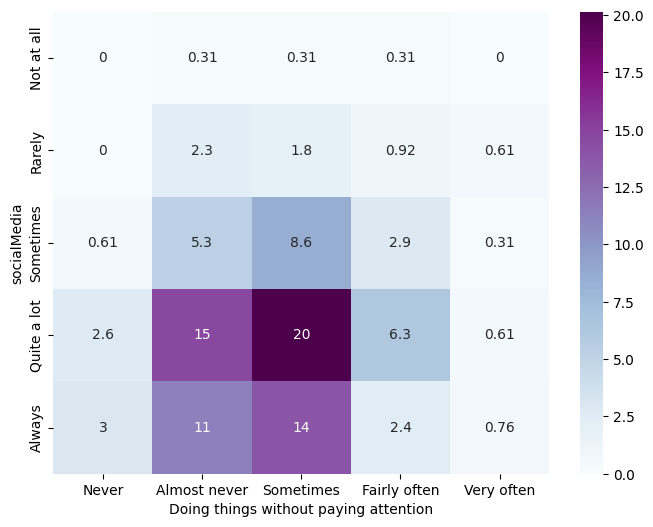 Not at all 0 0.31 0.31 0.31 0
Rarely 0 2.3 1.8 0.92 0.61
Sometimes 0.61 5.3 8.6 2.9 0.31
Quite a lot 2.6 15 20 6.3 0.61
Always 3 11 14 2.4 0.76
socialMedia
Never Almost never Sometimes Fairly often Very often
Doing things without paying attention
20.0
17.5
15.0
12.5
10.0
7.5
5.0
2.5
0.0